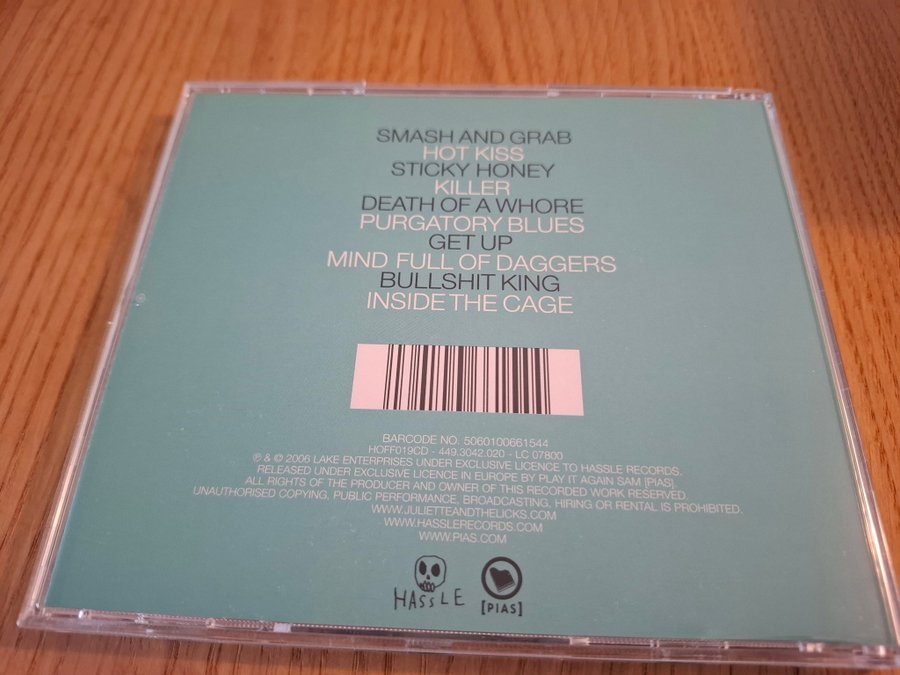 SMASH AND GRAB
HOT KISS
STICKY HONEY
KILLER
DEATH OF A WHORE
PURGATORY BLUES
GET UP
MIND FULL OF DAGGERS
BULLSHIT KING
INSIDE THE CAGE
BARCODE NO. 5060100661544
HOFF019CD - 449.3042.020 - LC 07800
℗ & © 2006 LAKE ENTERPRISES UNDER EXCLUSIVE LICENCE TO HASSLE RECORDS.
RELEASED UNDER EXCLUSIVE LICENCE IN EUROPE BY PLAY IT AGAIN SAM [PIAS].
ALL RIGHTS OF THE PRODUCER AND OWNER OF THIS RECORDED WORK RESERVED.
UNAUTHORISED COPYING, PUBLIC PERFORMANCE, BROADCASTING, HIRING OR RENTAL IS PROHIBITED.
WWW.JULIETTEANDTHELICKS.COM
WWW.HASSLERECORDS.COM
WWW.PIAS.COM
HASSLE
[PIAS]